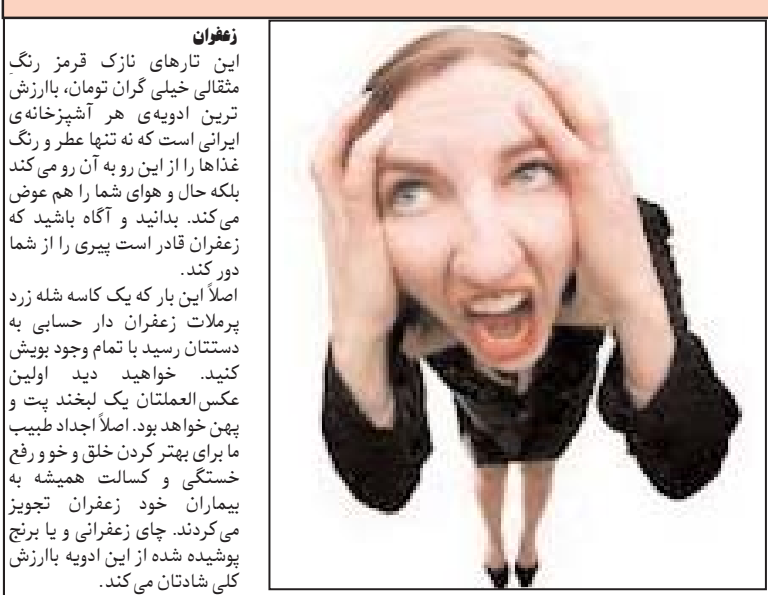 زعفران
این تارهای نازک قرمز رنگِ
مثقالی خیلی گران تومان، باارزش
ترین ادویه‌ی هر آشپزخانه‌ی
ایرانی است که نه تنها عطر و رنگ
غذاها را از این رو به آن رو می‌کند
بلکه حال و هوای شما را هم عوض
می‌کند. بدانید و آگاه باشید که
زعفران قادر است پیری را از شما
دور کند.
اصلاً این بار که یک کاسه شله زرد
پرملات زعفران دار حسابی به
دستتان رسید با تمام وجود بویش
کنید. خواهید دید اولین
عکس‌العملتان یک لبخند پت و
پهن خواهد بود. اصلاً اجداد طبیب
ما برای بهتر کردن خلق و خو و رفع
خستگی و کسالت همیشه به
بیماران خود زعفران تجویز
می‌کردند. چای زعفرانی و یا برنج
پوشیده شده از این ادویه باارزش
کلی شادتان می‌کند.